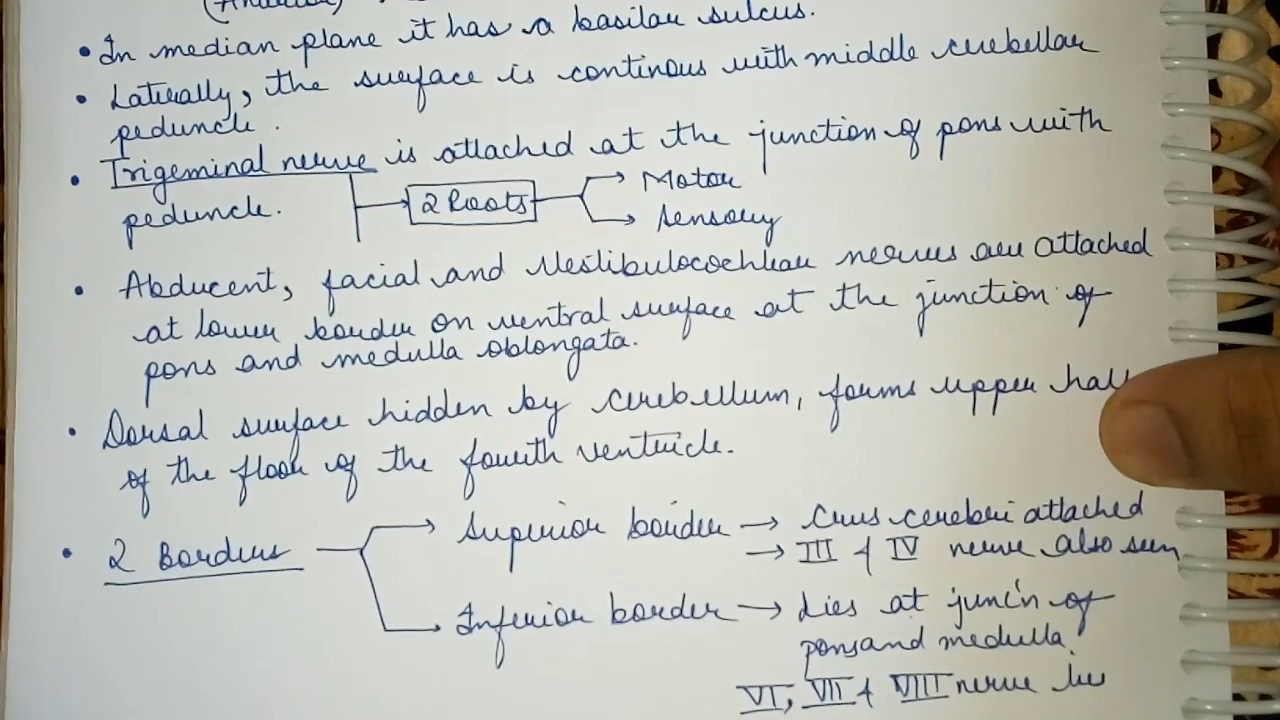 • In median plane it has a basilar sulcus.
• Laterally, the surface is continous with middle cerebellar
peduncle.
• Trigeminal nerve is attached at the junction of pons with
peduncle.
2 Roots
Motor
Sensory
• Abducent, facial and Vestibulocochlear nerves are attached
at lower border on ventral surface at the junction of
pons and medulla oblongata.
• Dorsal surface hidden by cerebellum, forms upper half
of the floor of the fourth ventricle.
• 2 Borders
Superior border → Crus cerebri attached
→ III & IV nerve also seen
Inferior border → Lies at junc'n of
pons and medulla.
VI, VII & VIII nerve lies